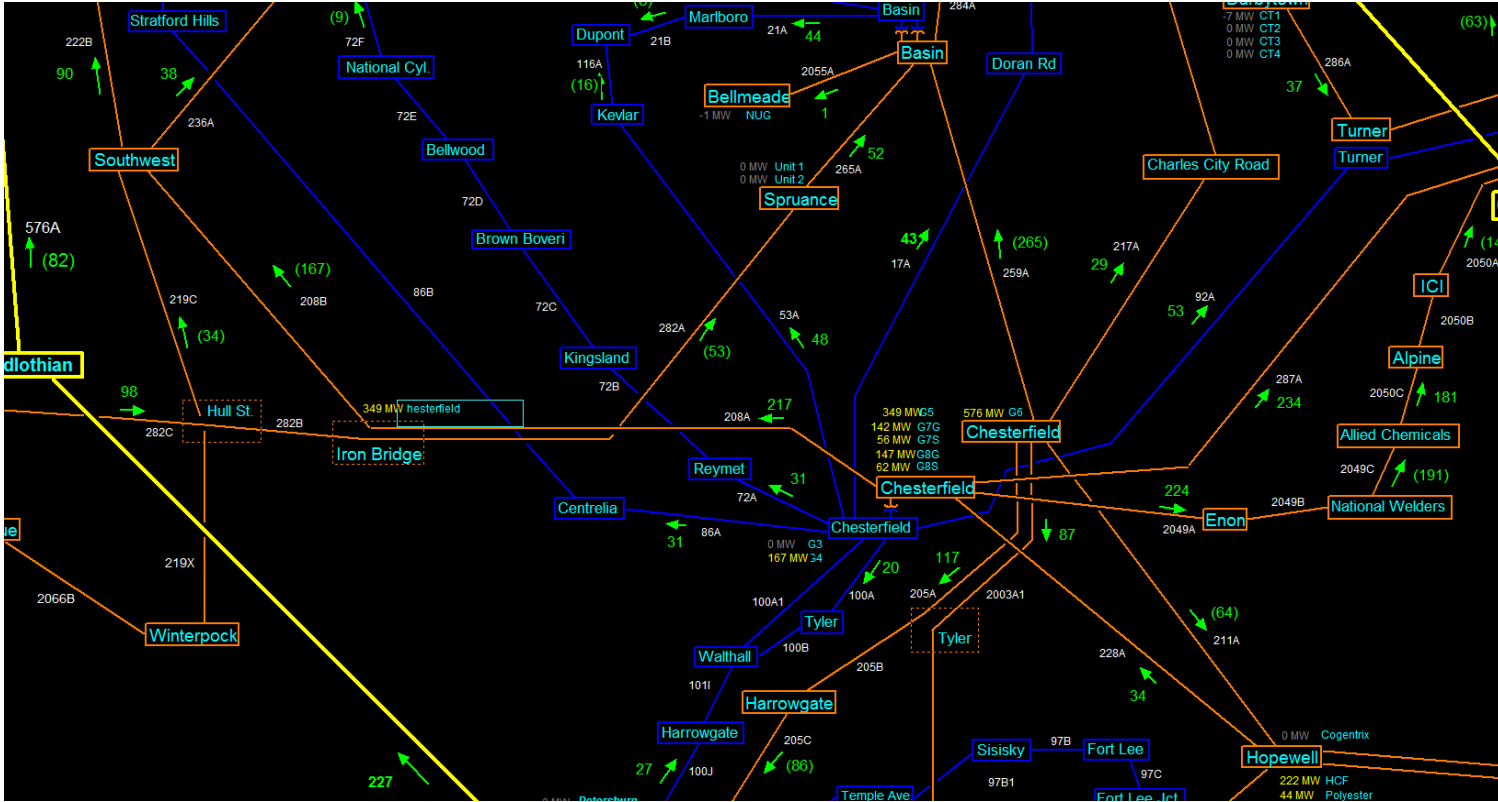 Stratford Hills
(9)
Marlboro
Basin
284A
Darbytown
-7 MW CT1
0 MW CT2
0 MW CT3
0 MW CT4
(63)
222B
72F
Dupont
21B
21A
44
Basin
90
38
National Cyl.
116A
(16)
2055A
Doran Rd
286A
37
Bellmeade
-1 MW NUG
1
236A
72E
Kevlar
Turner
Southwest
Bellwood
52
Charles City Road
Turner
0 MW Unit 1
0 MW Unit 2
265A
Spruance
72D
576A
(82)
Brown Boveri
43
(265)
217A
(14
2050A
(167)
17A
259A
29
219C
208B
86B
72C
ICI
92A
53
(34)
282A
(53)
53A
48
2050B
dlothian
Kingsland
Alpine
98
72B
287A
234
2050C
181
Hull St.
349 MW hesterfield
217
208A
349 MW G5
142 MW G7G
56 MW G7S
147 MW G8G
62 MW G8S
576 MW G6
Chesterfield
282C
282B
Iron Bridge
Allied Chemicals
Reymet
31
72A
Chesterfield
2049C
(191)
224
2049B
Centrelia
National Welders
ue
Chesterfield
2049A
Enon
31
86A
0 MW G3
167 MW G4
87
219X
20
117
2066B
100A1
100A
205A
2003A1
Winterpock
Tyler
Tyler
(64)
211A
100B
Walthall
205B
228A
101I
34
Harrowgate
Harrowgate
205C
(86)
Sisisky
97B
Fort Lee
0 MW Cogentrix
Hopewell
27
100J
227
97B1
97C
222 MW HCF
44 MW Polyester
0 MW Petersburg
Temple Ave.
Fort Lee Jct